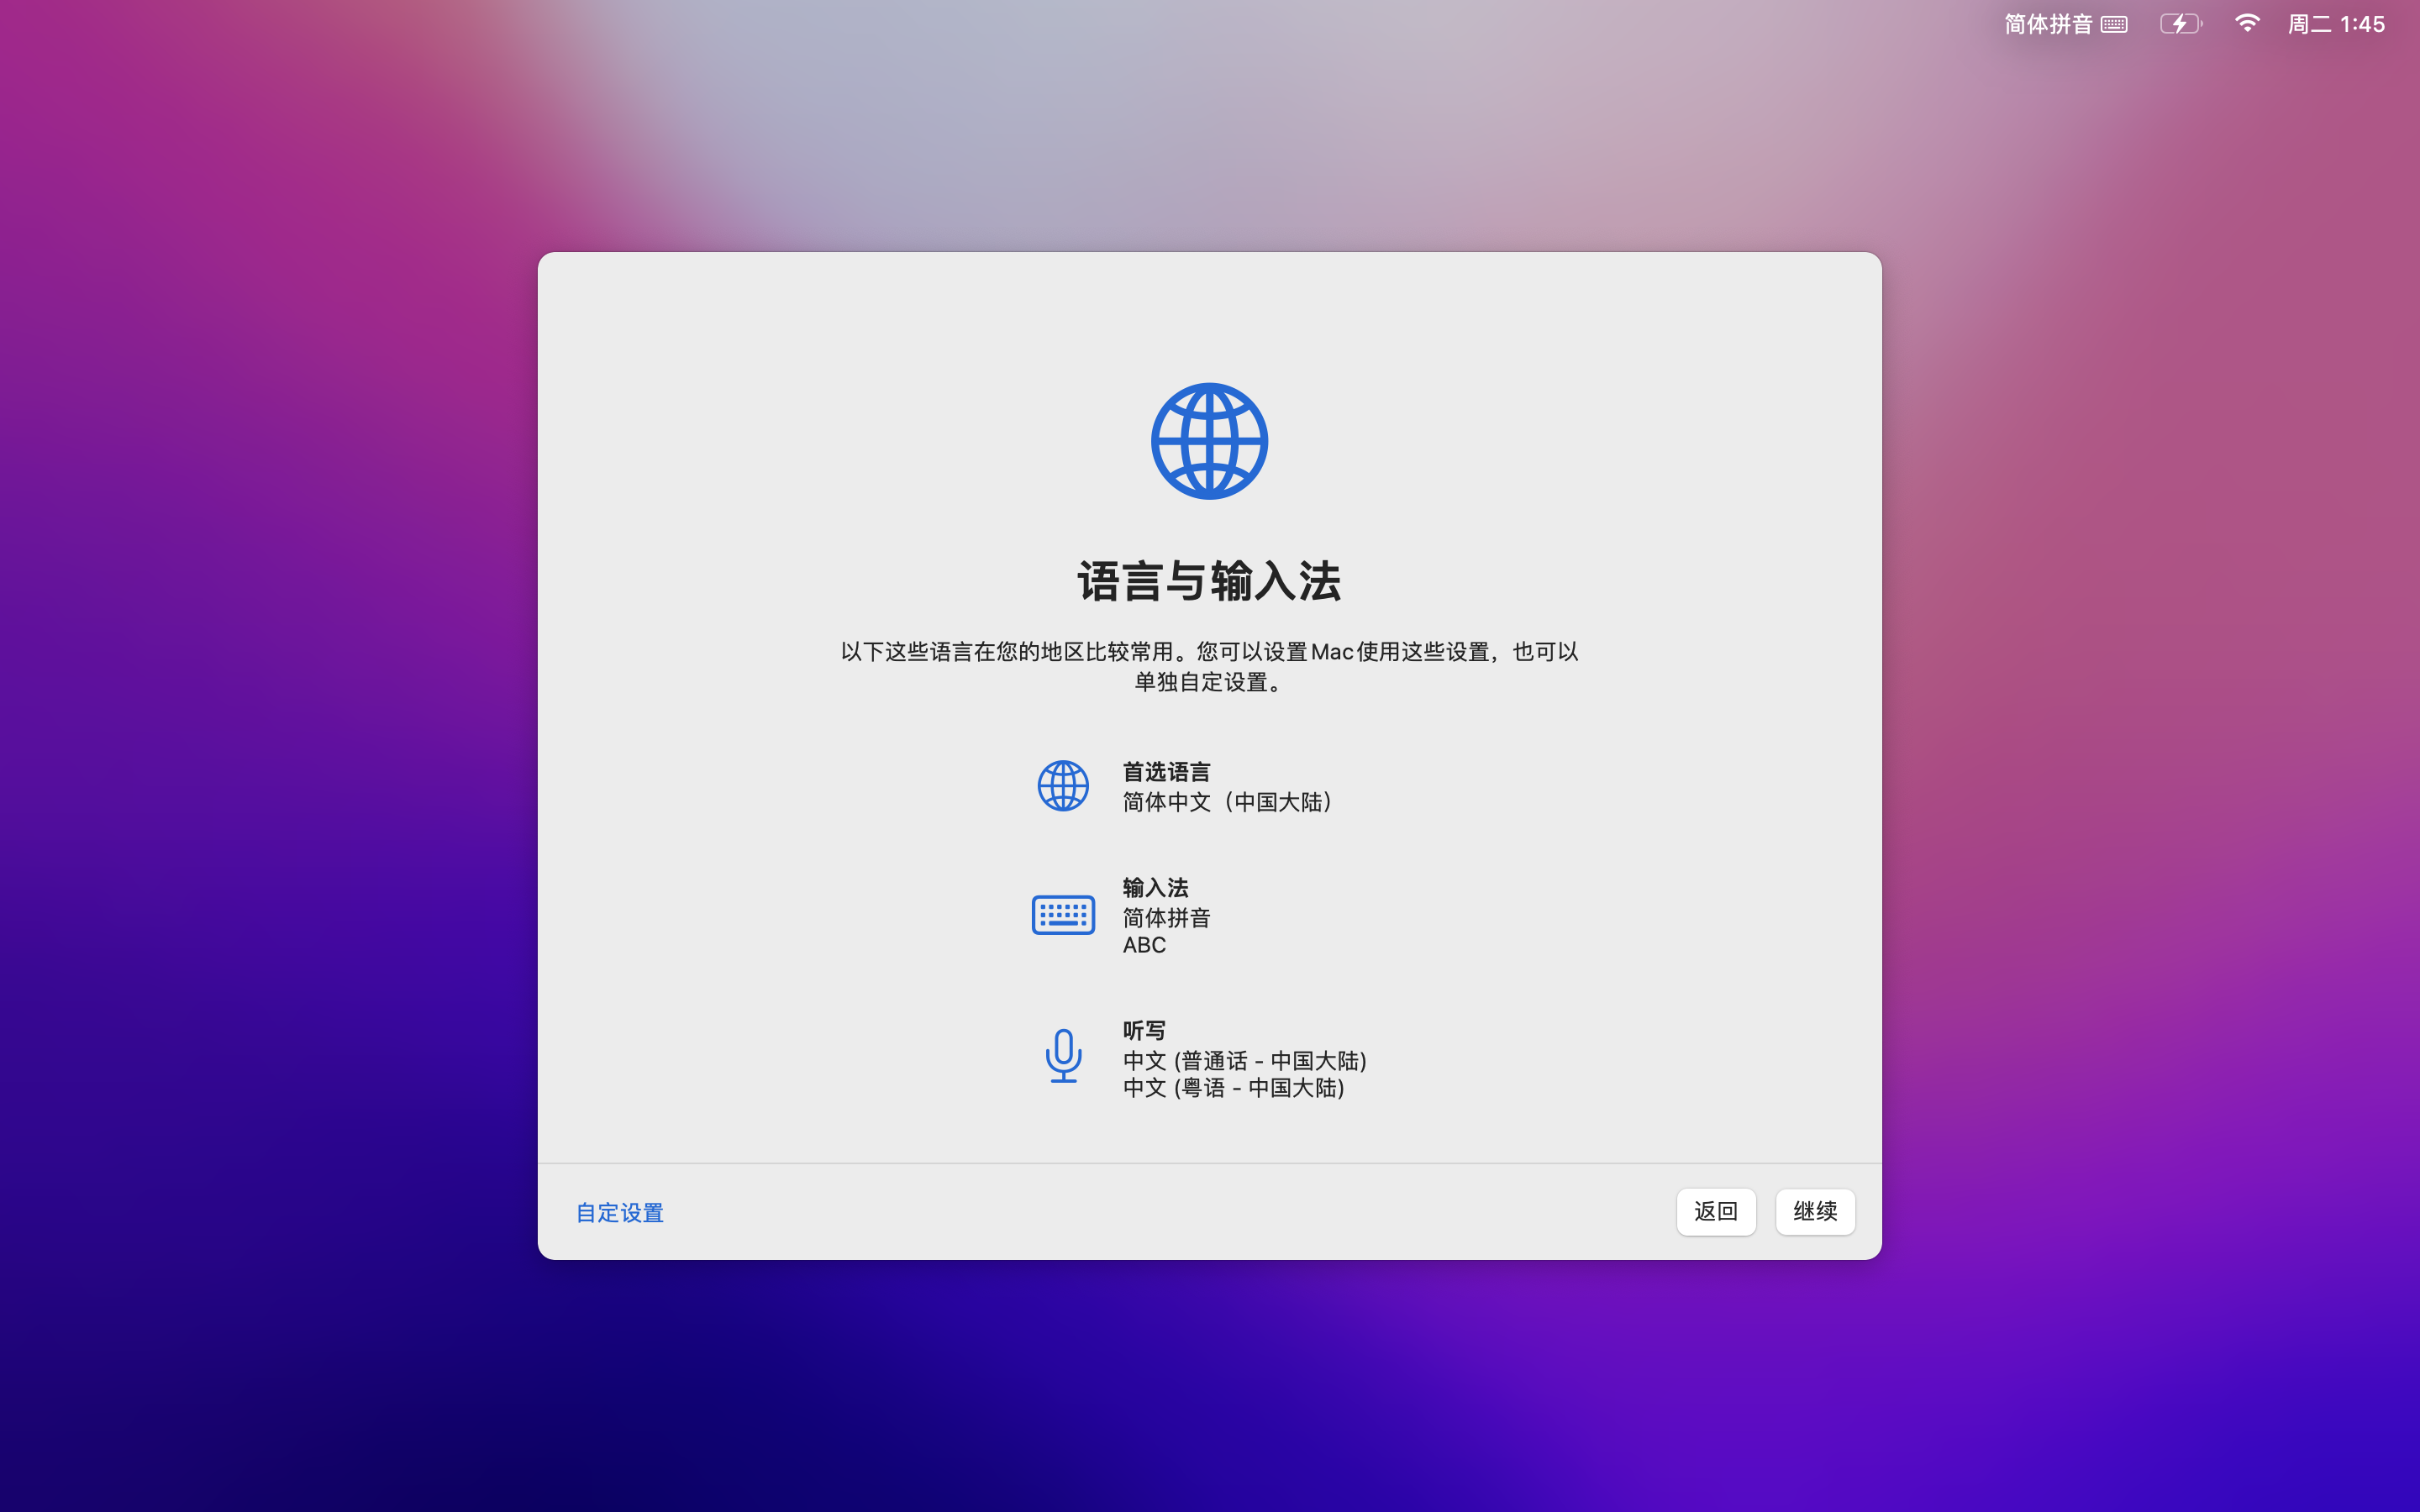 简体拼音
周二 1:45
语言与输入法
以下这些语言在您的地区比较常用。您可以设置Mac使用这些设置，也可以
单独自定设置。
首选语言
简体中文（中国大陆）
输入法
简体拼音
ABC
听写
中文 (普通话 - 中国大陆)
中文 (粤语 - 中国大陆)
自定设置
返回
继续